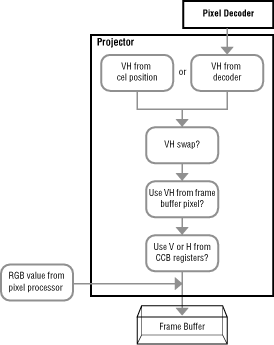 Pixel Decoder
Projector
VH from
cel position
or
VH from
decoder
VH swap?
Use VH from frame
buffer pixel?
Use V or H from
CCB registers?
RGB value from
pixel processor
Frame Buffer